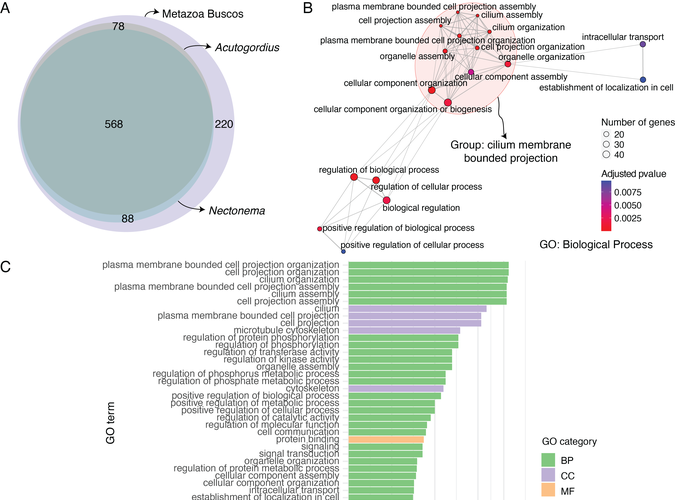 A
Metazoa Buscos
78
Acutogordius
568
220
88
Nectonema
B
plasma membrane bounded cell projection assembly
cilium assembly
cell projection assembly
cilium organization
plasma membrane bounded cell projection organization
cell projection organization
organelle assembly
organelle organization
cellular component assembly
cellular component organization
cellular component organization or biogenesis
intracellular transport
establishment of localization in cell
Group: cilium membrane
bounded projection
regulation of biological process
regulation of cellular process
biological regulation
positive regulation of biological process
positive regulation of cellular process
Number of genes
20
30
40
Adjusted pvalue
0.0075
0.0050
0.0025
GO: Biological Process
C
GO term
plasma membrane bounded cell projection organization
cell projection organization
cilium organization
plasma membrane bounded cell projection assembly
cilium assembly
cell projection assembly
cilium
plasma membrane bounded cell projection
cell projection
microtubule cytoskeleton
regulation of protein phosphorylation
regulation of phosphorylation
regulation of transferase activity
regulation of kinase activity
organelle assembly
regulation of phosphorus metabolic process
regulation of phosphate metabolic process
cytoskeleton
positive regulation of biological process
positive regulation of metabolic process
positive regulation of cellular process
regulation of catalytic activity
regulation of molecular function
cell communication
protein binding
signaling
signal transduction
organelle organization
regulation of protein metabolic process
cellular component assembly
cellular component organization
intracellular transport
establishment of localization in cell
GO category
BP
CC
MF